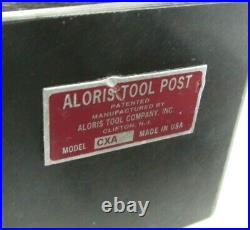 ALORIS TOOL POST
PATENTED
MANUFACTURED BY
ALORIS TOOL COMPANY, INC.
CLIFTON, N.J.
MODEL CXA MADE IN USA